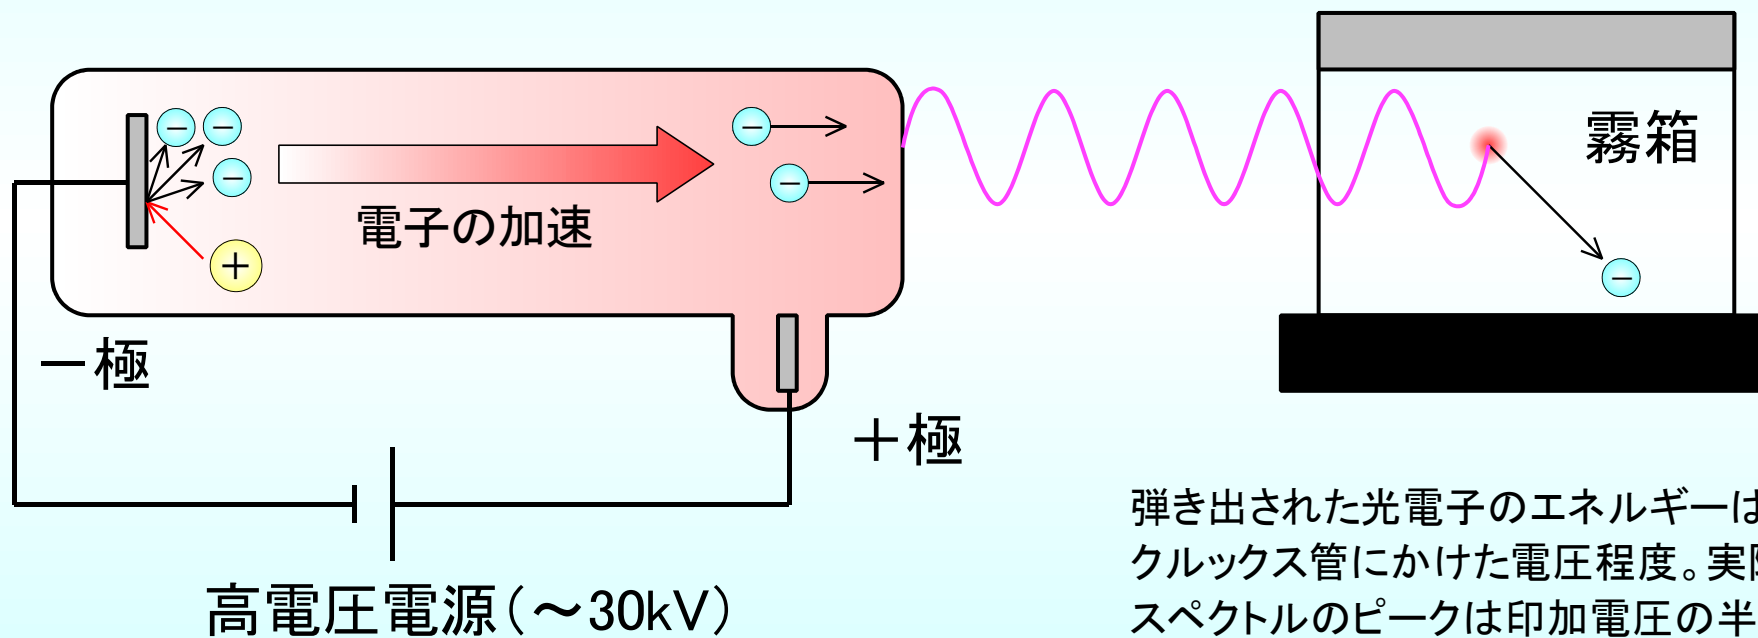 霧箱
電子の加速
－極
＋極
高電圧電源(～30kV)
弾き出された光電子のエネルギーは
クルックス管にかけた電圧程度。実際
スペクトルのピークは印加電圧の半